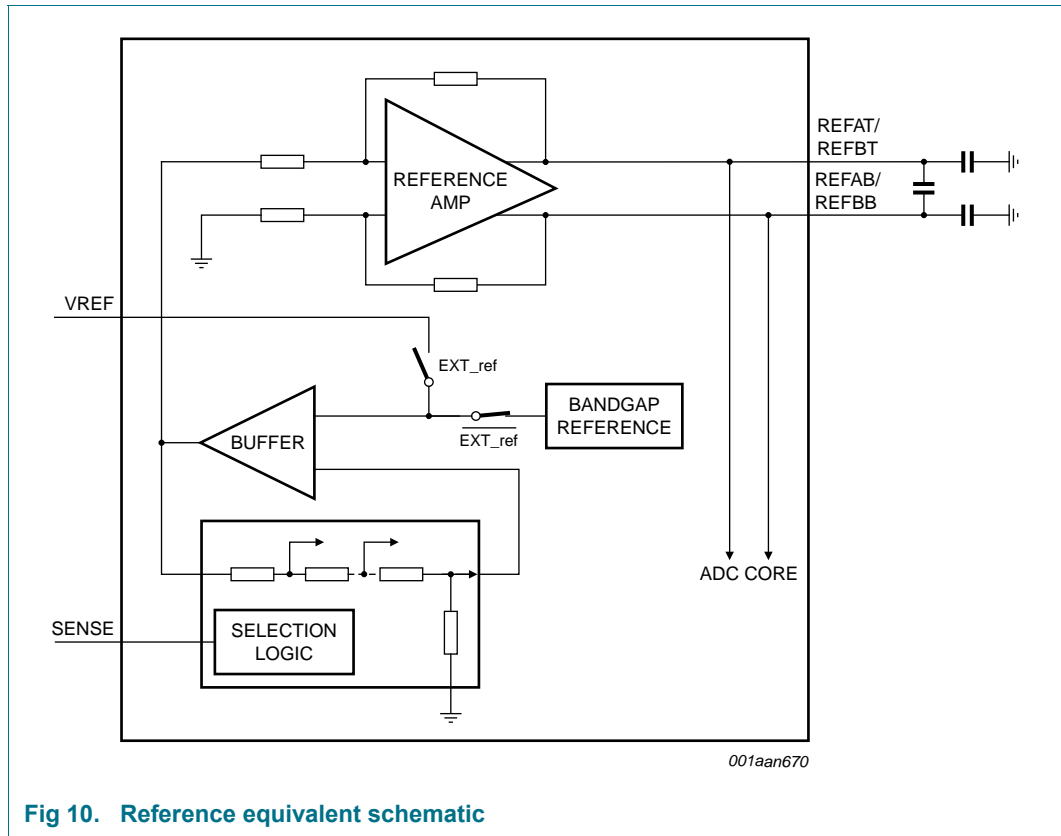 REFAT/
REFBT
REFERENCE
AMP
REFAB/
REFBB
VREF
EXT_ref
BANDGAP
REFERENCE
BUFFER
EXT_ref
ADC CORE
SENSE
SELECTION
LOGIC
001aan670
Fig 10. Reference equivalent schematic